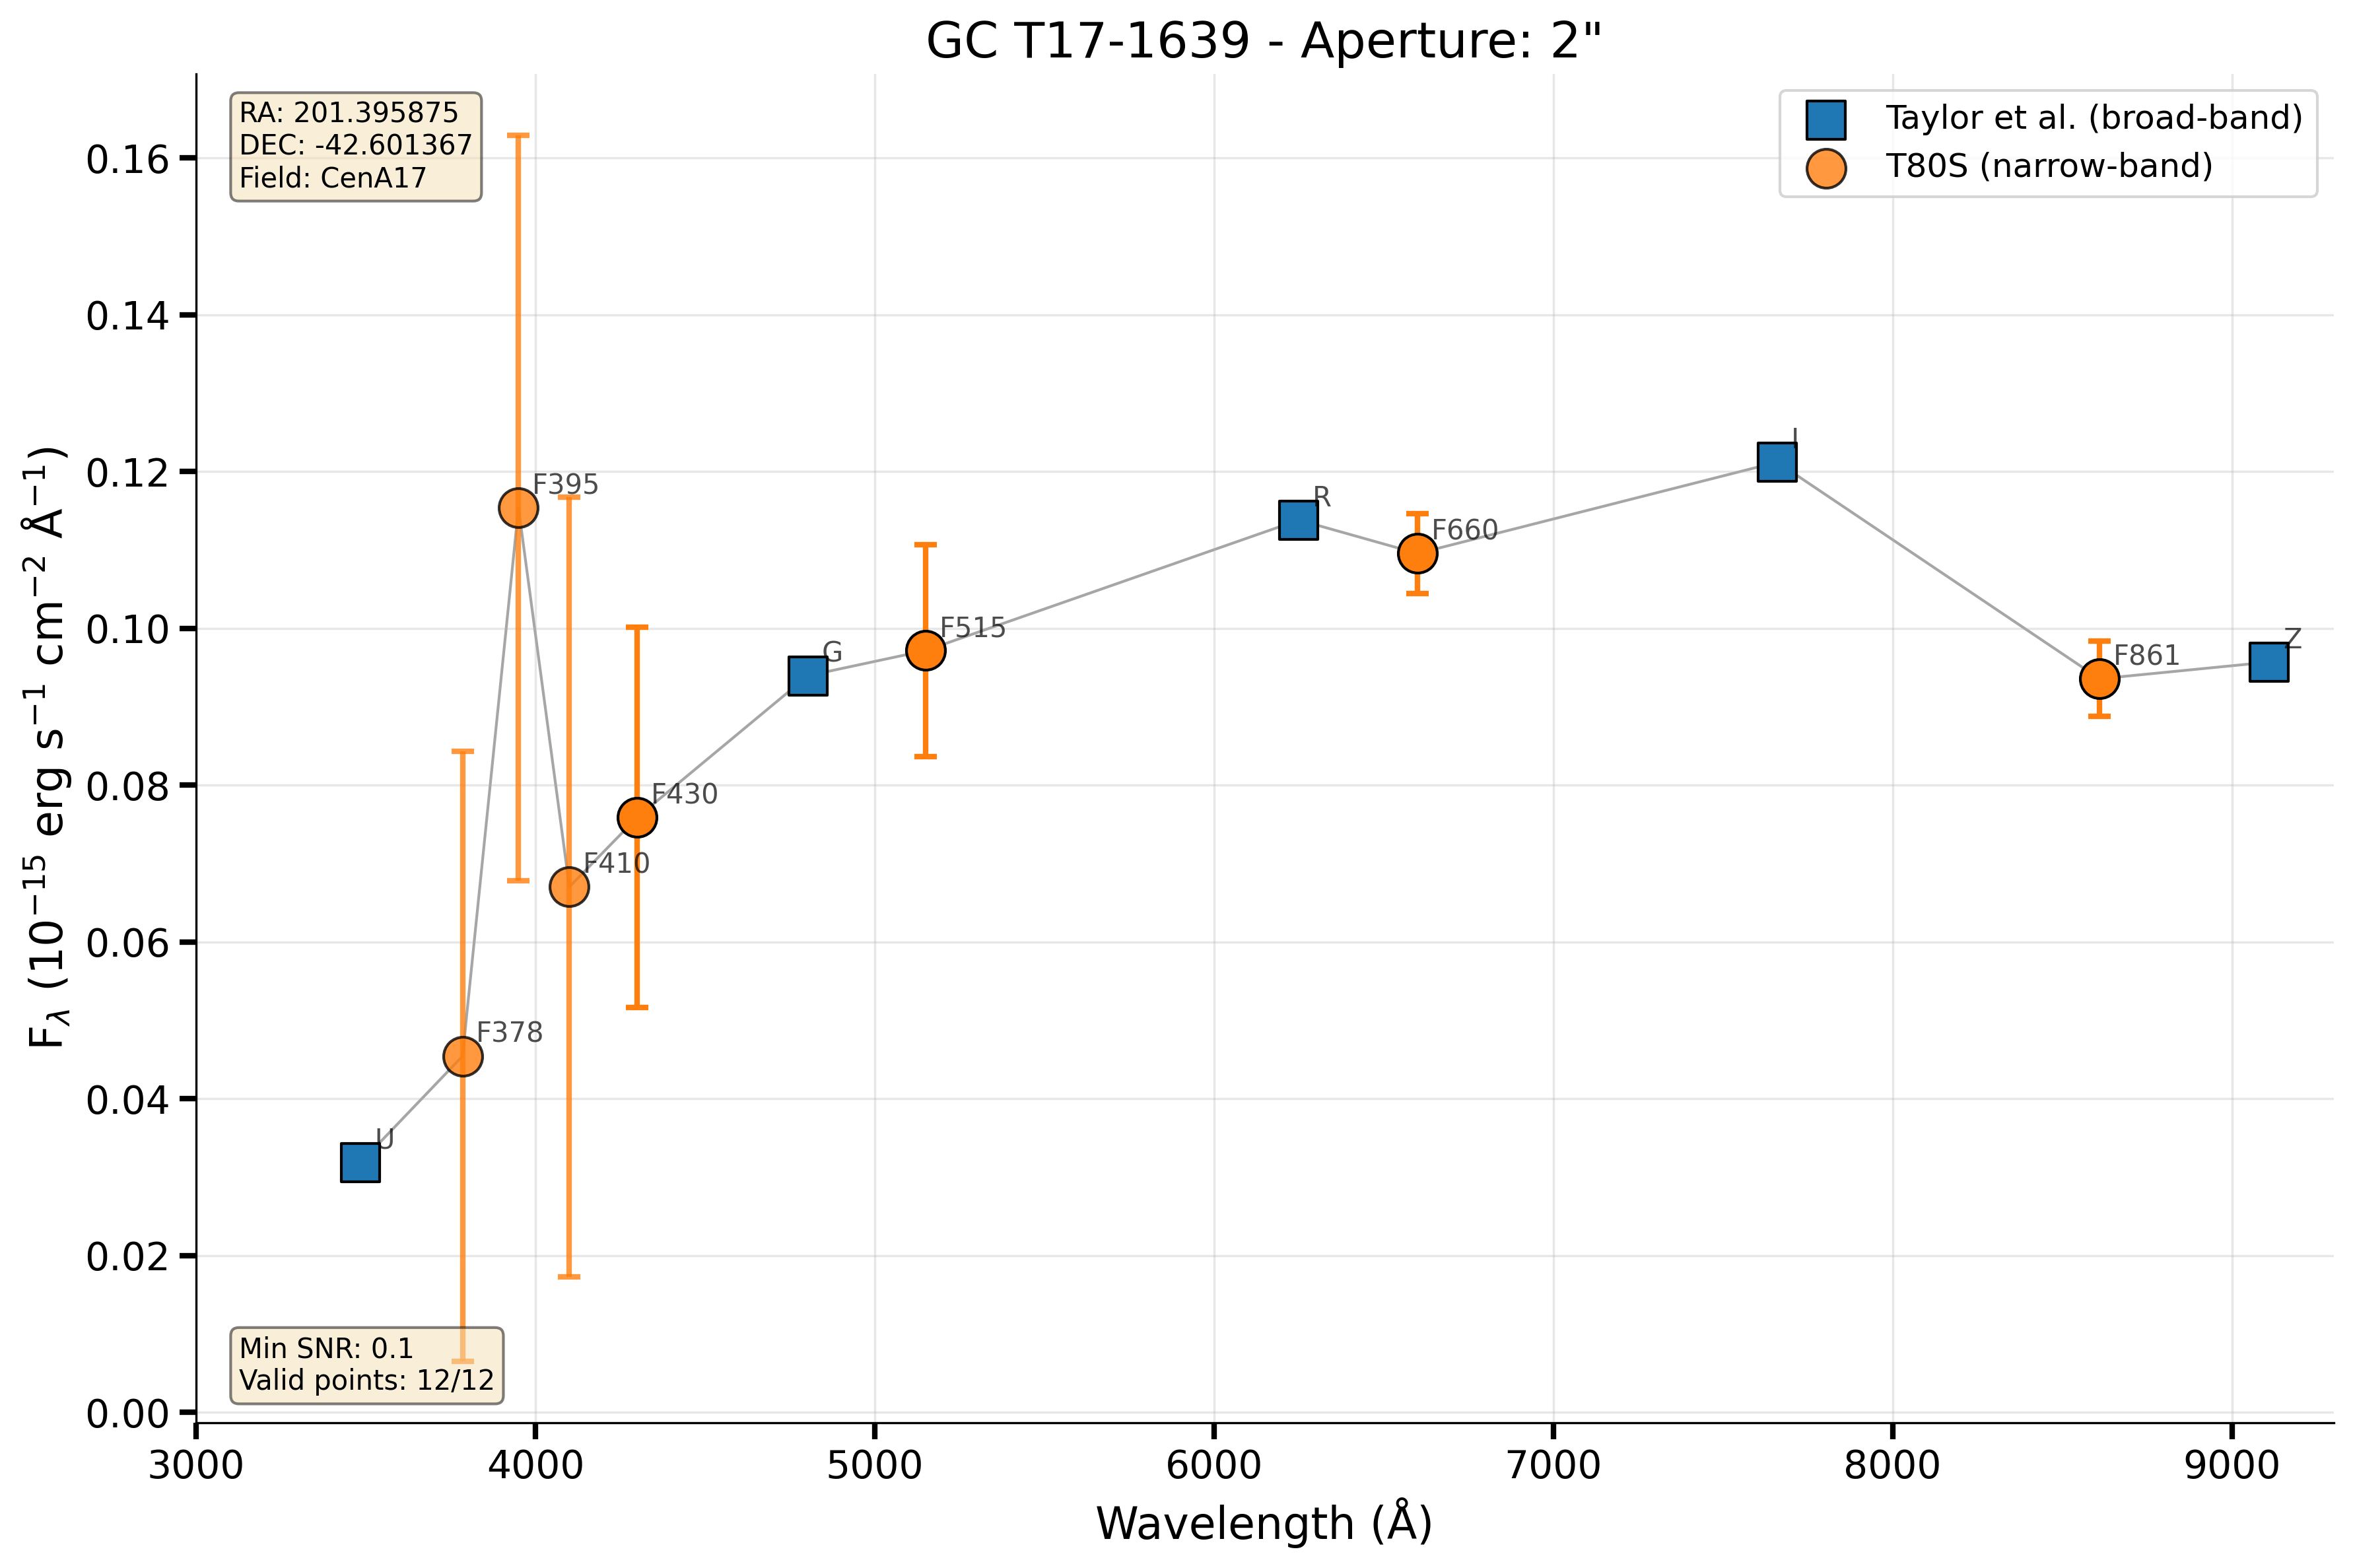 GC T17-1639 - Aperture: 2"
RA: 201.395875
DEC: -42.601367
Field: CenA17
Taylor et al. (broad-band)
T80S (narrow-band)
0.16
0.14
0.12
0.10
0.08
0.06
0.04
0.02
0.00
F_λ (10⁻¹⁵ erg s⁻¹ cm⁻² Å⁻¹)
U
F378
F395
F410
F430
G
F515
R
F660
I
F861
Z
Min SNR: 0.1
Valid points: 12/12
3000 4000 5000 6000 7000 8000 9000
Wavelength (Å)